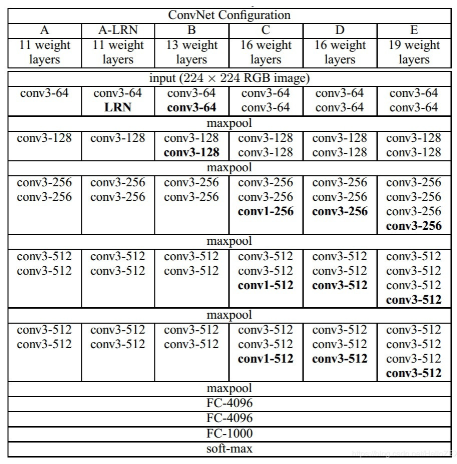 ConvNet Configuration
A A-LRN B C D E
11 weight 11 weight 13 weight 16 weight 16 weight 19 weight
layers layers layers layers layers layers
input (224 × 224 RGB image)
conv3-64 conv3-64 conv3-64 conv3-64 conv3-64 conv3-64
LRN conv3-64 conv3-64 conv3-64 conv3-64
maxpool
conv3-128 conv3-128 conv3-128 conv3-128 conv3-128 conv3-128
conv3-128 conv3-128 conv3-128 conv3-128
maxpool
conv3-256 conv3-256 conv3-256 conv3-256 conv3-256 conv3-256
conv3-256 conv3-256 conv3-256 conv3-256 conv3-256 conv3-256
conv1-256 conv3-256 conv3-256
conv3-256
maxpool
conv3-512 conv3-512 conv3-512 conv3-512 conv3-512 conv3-512
conv3-512 conv3-512 conv3-512 conv3-512 conv3-512 conv3-512
conv1-512 conv3-512 conv3-512
conv3-512
maxpool
conv3-512 conv3-512 conv3-512 conv3-512 conv3-512 conv3-512
conv3-512 conv3-512 conv3-512 conv3-512 conv3-512 conv3-512
conv1-512 conv3-512 conv3-512
conv3-512
maxpool
FC-4096
FC-4096
FC-1000
soft-max